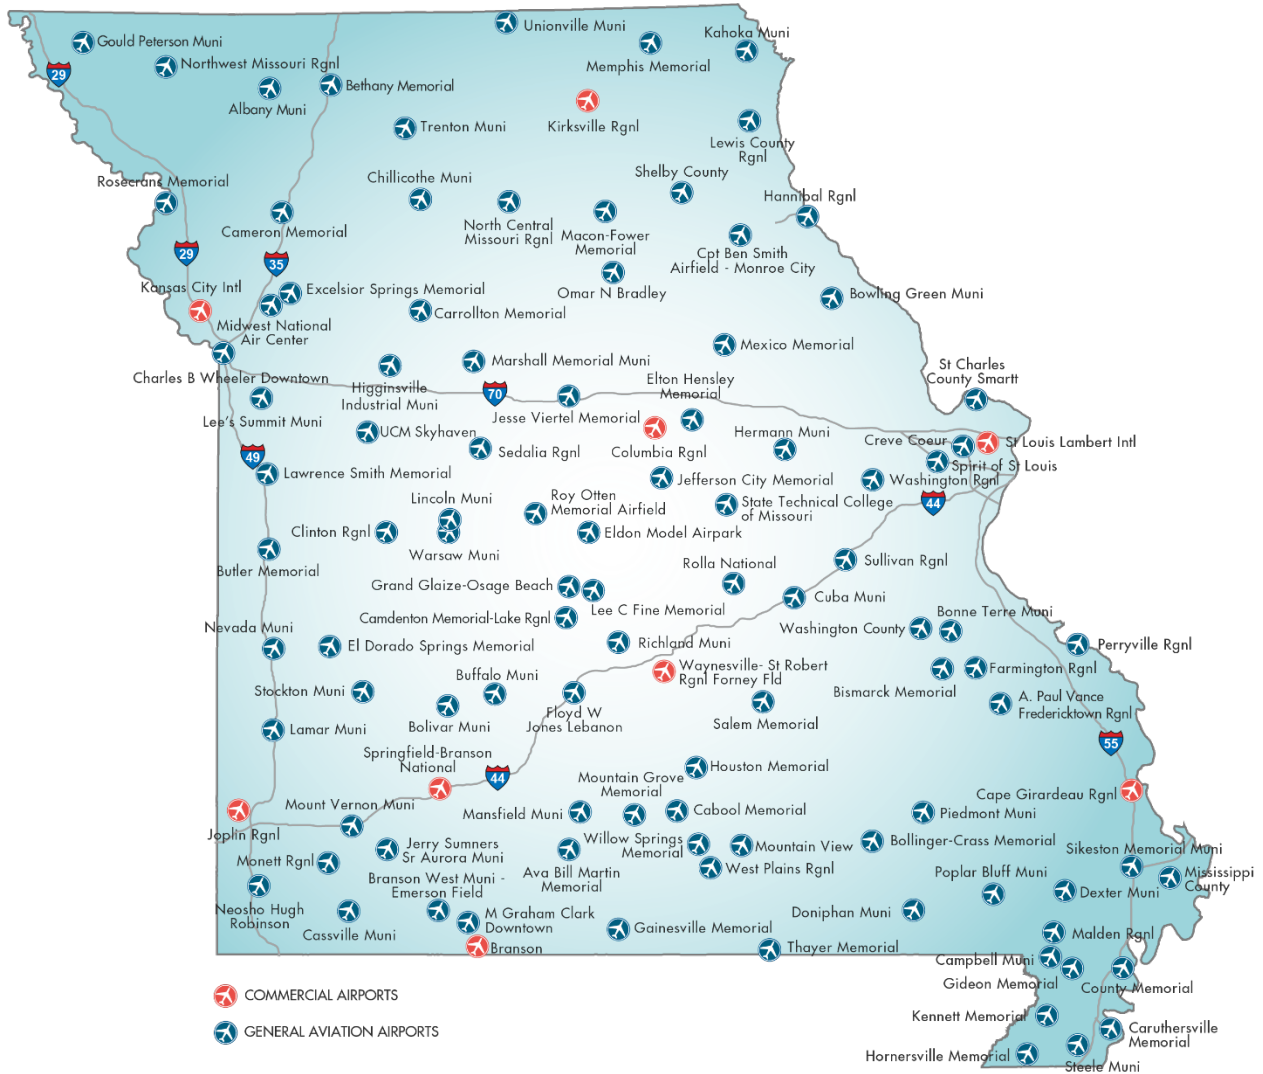 Unionville Muni
Kahoka Muni
Gould Peterson Muni
Northwest Missouri Rgnl
Memphis Memorial
29
Bethany Memorial
Albany Muni
Trenton Muni
Kirksville Rgnl
Lewis County
Rgnl
Shelby County
Chillicothe Muni
Rosecrans Memorial
Hannibal Rgnl
North Central
Missouri Rgnl
Cameron Memorial
Macon-Fower
Memorial
Cpt Ben Smith
Airfield - Monroe City
29
35
Kansas City Intl
Excelsior Springs Memorial
Omar N Bradley
Bowling Green Muni
Carrollton Memorial
Midwest National
Air Center
Mexico Memorial
Marshall Memorial Muni
St Charles
County Smartt
Charles B Wheeler Downtown
Elton Hensley
Memorial
Higginsville
Industrial Muni
70
Lee's Summit Muni
Jesse Viertel Memorial
UCM Skyhaven
Hermann Muni
Creve Coeur
St Louis Lambert Intl
Sedalia Rgnl
Columbia Rgnl
49
Spirit of St Louis
Lawrence Smith Memorial
Jefferson City Memorial
Washington Rgnl
Lincoln Muni
Roy Otten
Memorial Airfield
State Technical College
of Missouri
44
Clinton Rgnl
Eldon Model Airpark
Warsaw Muni
Butler Memorial
Rolla National
Sullivan Rgnl
Grand Glaize-Osage Beach
Lee C Fine Memorial
Cuba Muni
Camdenton Memorial-Lake Rgnl
Bonne Terre Muni
Nevada Muni
Washington County
El Dorado Springs Memorial
Richland Muni
Perryville Rgnl
Waynesville- St Robert
Rgnl Forney Fld
Farmington Rgnl
Buffalo Muni
Stockton Muni
Bismarck Memorial
A. Paul Vance
Fredericktown Rgnl
Bolivar Muni
Floyd W
Jones Lebanon
Salem Memorial
Lamar Muni
55
Springfield-Branson
National
44
Houston Memorial
Mountain Grove
Memorial
Cape Girardeau Rgnl
Mount Vernon Muni
Mansfield Muni
Cabool Memorial
Piedmont Muni
Joplin Rgnl
Jerry Sumners
Sr Aurora Muni
Willow Springs
Memorial
Mountain View
Bollinger-Crass Memorial
Sikeston Memorial Muni
Monett Rgnl
Ava Bill Martin
Memorial
West Plains Rgnl
Poplar Bluff Muni
Mississippi
County
Branson West Muni -
Emerson Field
Dexter Muni
Neosho Hugh
Robinson
M Graham Clark
Downtown
Doniphan Muni
Cassville Muni
Gainesville Memorial
Malden Rgnl
Branson
Thayer Memorial
Campbell Muni
Gideon Memorial
County Memorial
COMMERCIAL AIRPORTS
Kennett Memorial
GENERAL AVIATION AIRPORTS
Caruthersville
Memorial
Hornersville Memorial
Steele Muni